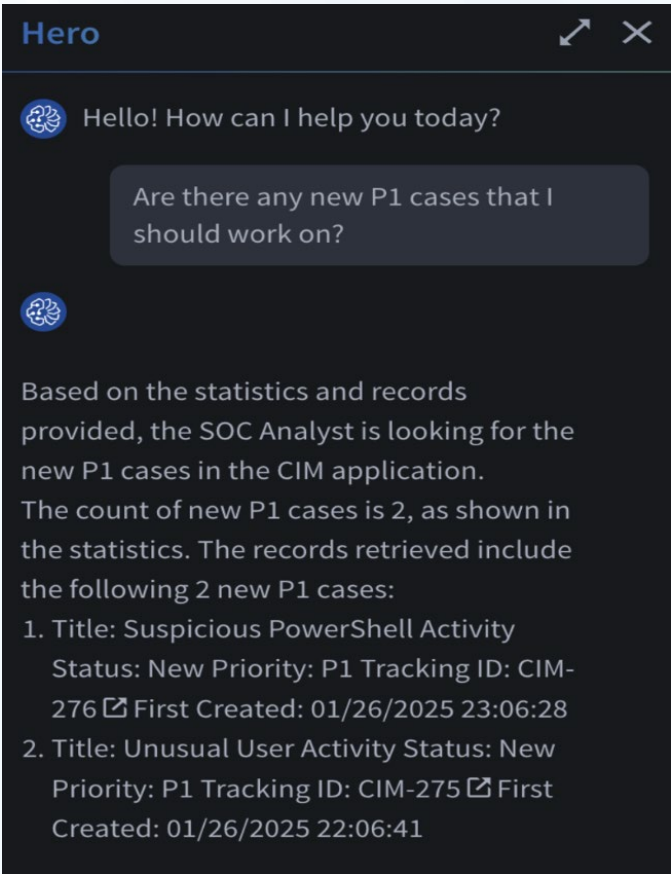 Hero
Hello! How can I help you today?
Are there any new P1 cases that I
should work on?
Based on the statistics and records
provided, the SOC Analyst is looking for the
new P1 cases in the CIM application.
The count of new P1 cases is 2, as shown in
the statistics. The records retrieved include
the following 2 new P1 cases:
1. Title: Suspicious PowerShell Activity
Status: New Priority: P1 Tracking ID: CIM-
276 First Created: 01/26/2025 23:06:28
2. Title: Unusual User Activity Status: New
Priority: P1 Tracking ID: CIM-275 First
Created: 01/26/2025 22:06:41